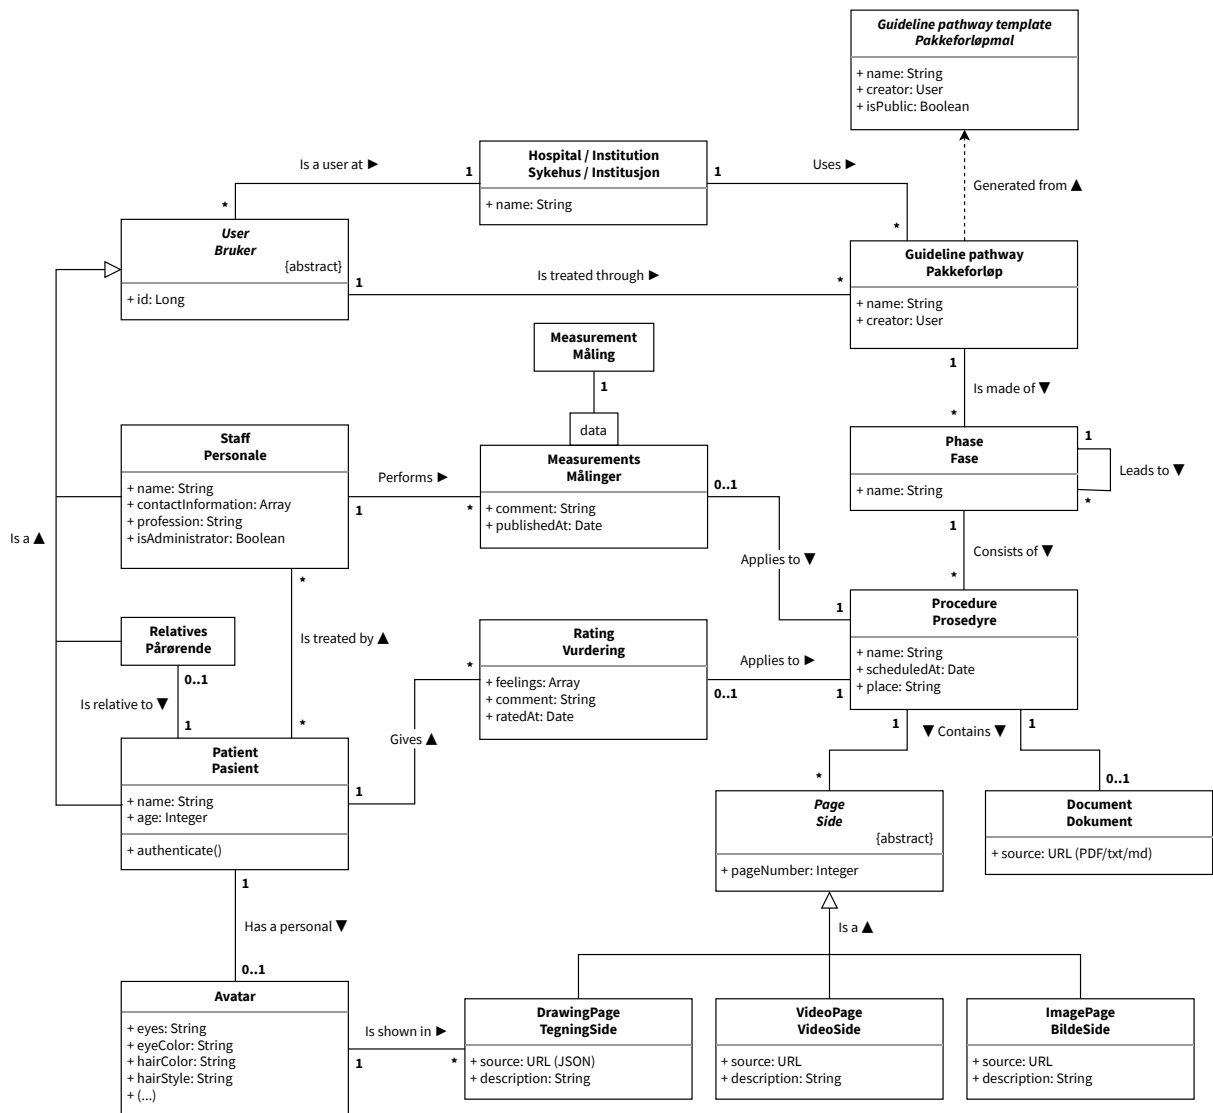 Guideline pathway template
Pakkeforløpmal
+ name: String
+ creator: User
+ isPublic: Boolean
Generated from ▲
Hospital / Institution
Sykehus / Institusjon
+ name: String
Is a user at ►
1
*
1
Uses ►
*
User
Bruker
{abstract}
+ id: Long
1
Is treated through ►
*
Guideline pathway
Pakkeforløp
+ name: String
+ creator: User
1
Is made of ▼
*
Measurement
Måling
1
data
Measurements
Målinger
+ comment: String
+ publishedAt: Date
Staff
Personale
+ name: String
+ contactInformation: Array
+ profession: String
+ isAdministrator: Boolean
Performs ►
1
*
0..1
Applies to ▼
1
Phase
Fase
+ name: String
1
Leads to ▼
*
1
Consists of ▼
*
Is a ▲
*
Is treated by ▲
*
Relatives
Pårørende
0..1
Is relative to ▼
1
Rating
Vurdering
+ feelings: Array
+ comment: String
+ ratedAt: Date
*
Gives ▲
1
0..1
Applies to ►
1
Procedure
Prosedyre
+ name: String
+ scheduledAt: Date
+ place: String
1
▼ Contains ▼
1
*
0..1
Patient
Pasient
+ name: String
+ age: Integer
+ authenticate()
1
Has a personal ▼
0..1
Page
Side
{abstract}
+ pageNumber: Integer
Document
Dokument
+ source: URL (PDF/txt/md)
Is a ▲
Avatar
+ eyes: String
+ eyeColor: String
+ hairColor: String
+ hairStyle: String
+ (...)
Is shown in ►
1
*
DrawingPage
TegningSide
+ source: URL (JSON)
+ description: String
VideoPage
VideoSide
+ source: URL
+ description: String
ImagePage
BildeSide
+ source: URL
+ description: String